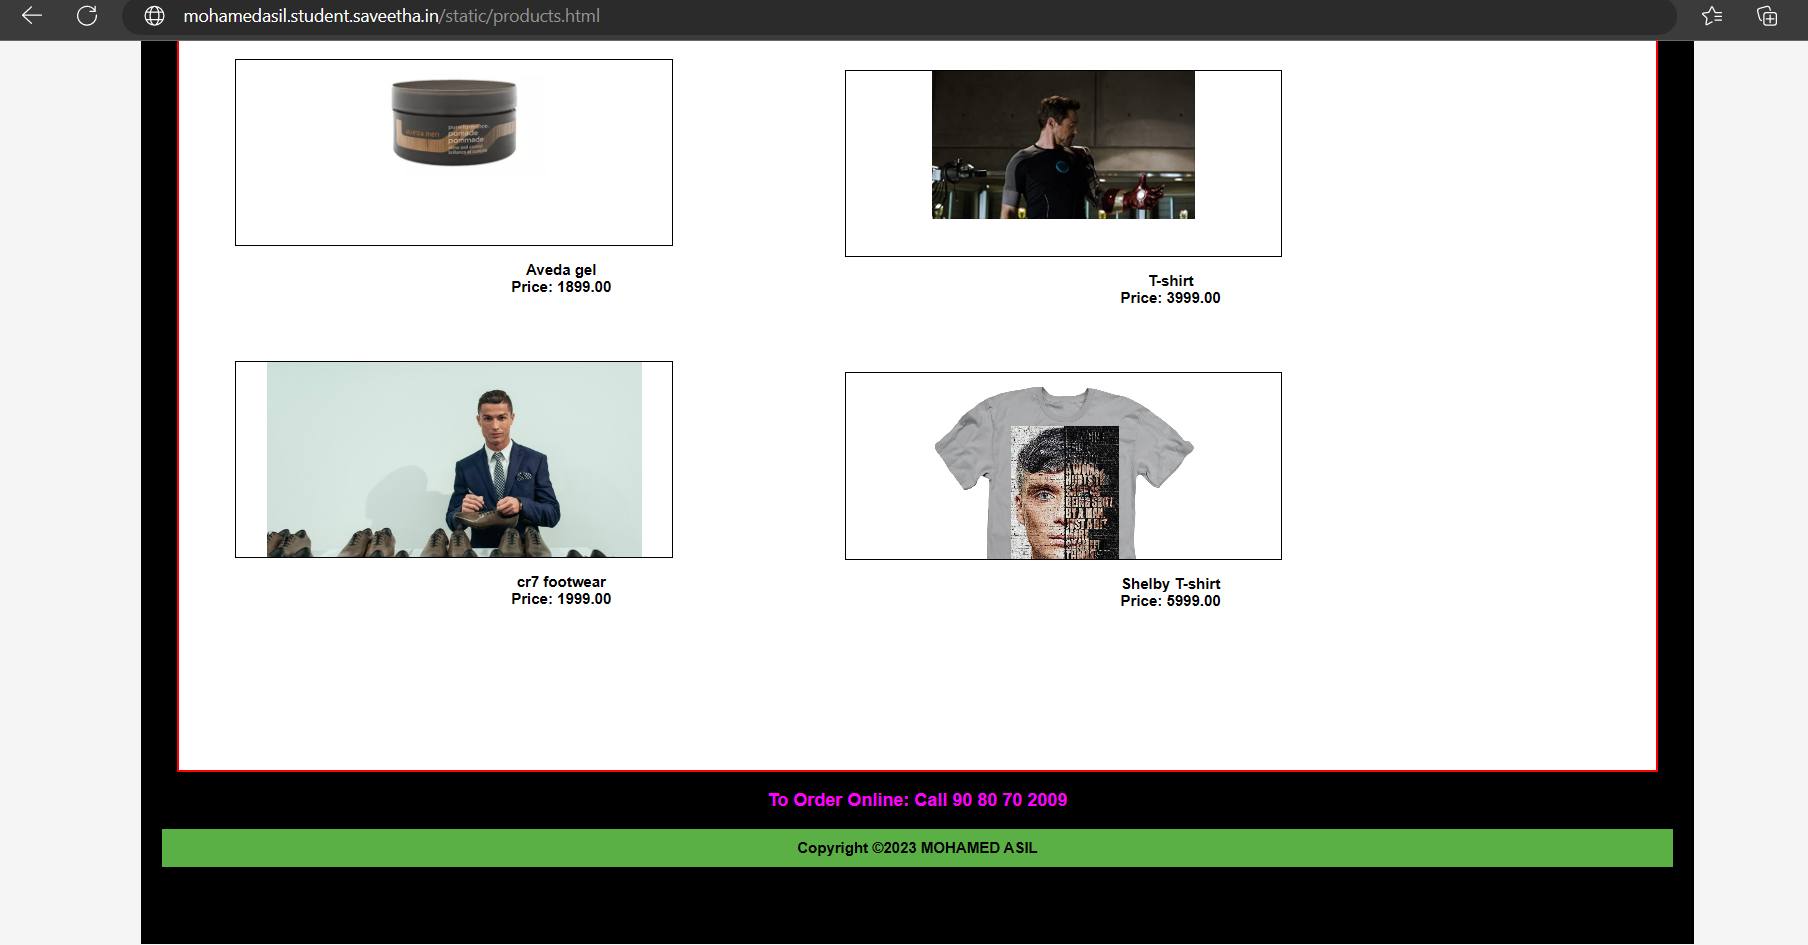 mohamedasil.student.saveetha.in/static/products.html
aveda men
pure-formance.
pomade
pommade
Aveda gel
Price: 1899.00
T-shirt
Price: 3999.00
cr7 footwear
Price: 1999.00
Shelby T-shirt
Price: 5999.00
To Order Online: Call 90 80 70 2009
Copyright ©2023 MOHAMED ASIL